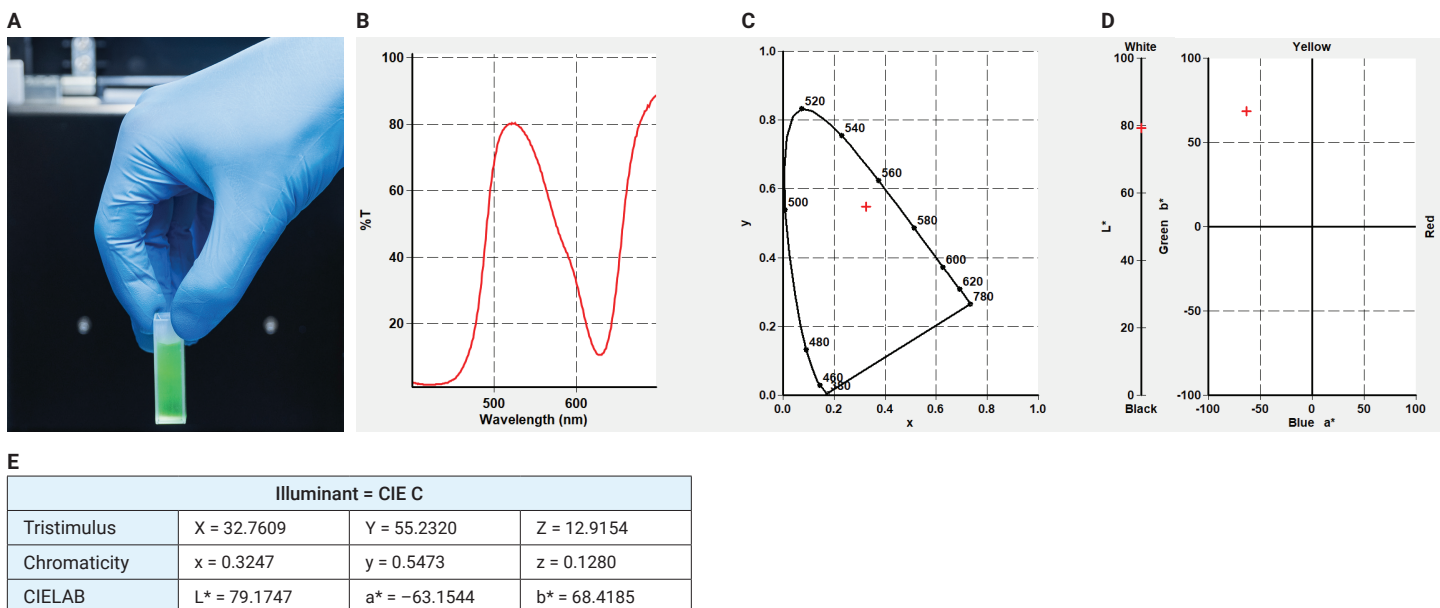 A
B
C
D
100
80
60
40
20
%T
500
600
Wavelength (nm)
1.0
0.8
0.6
0.4
0.2
0.0
y
520
540
560
500
580
600
620
780
480
460
380
0.0
0.2
0.4
0.6
0.8
1.0
x
White
100
80
60
40
20
0
L*
Black
Yellow
100
50
0
-50
-100
Green b*
Red
-100
-50
0
50
100
Blue a*
E
Illuminant = CIE C
Tristimulus X = 32.7609 Y = 55.2320 Z = 12.9154
Chromaticity x = 0.3247 y = 0.5473 z = 0.1280
CIELAB L* = 79.1747 a* = −63.1544 b* = 68.4185